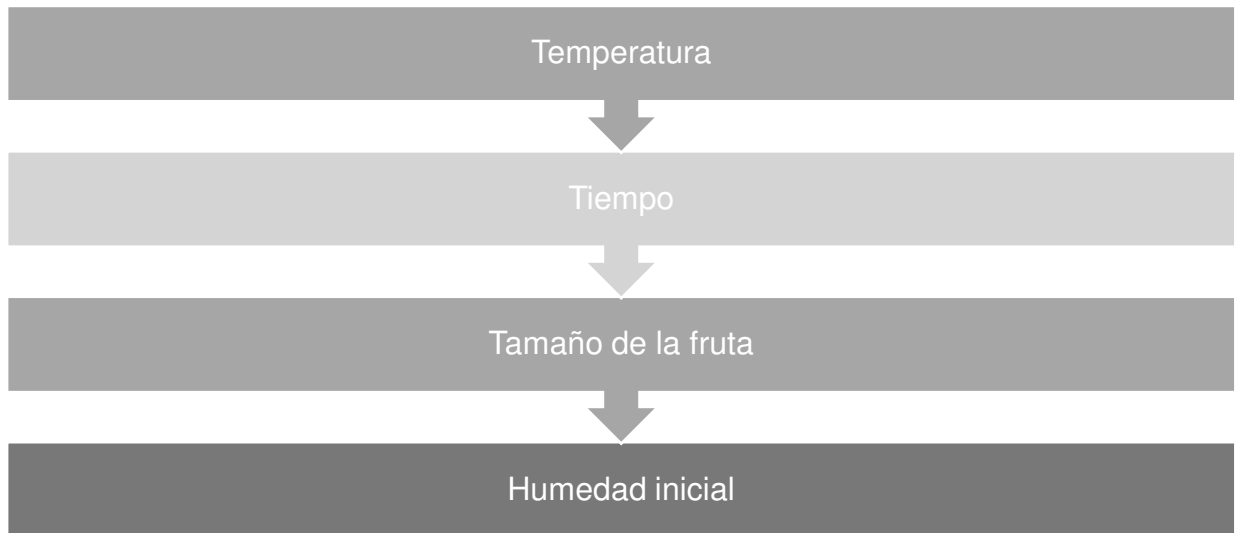 Temperatura
Tiempo
Tamaño de la fruta
Humedad inicial